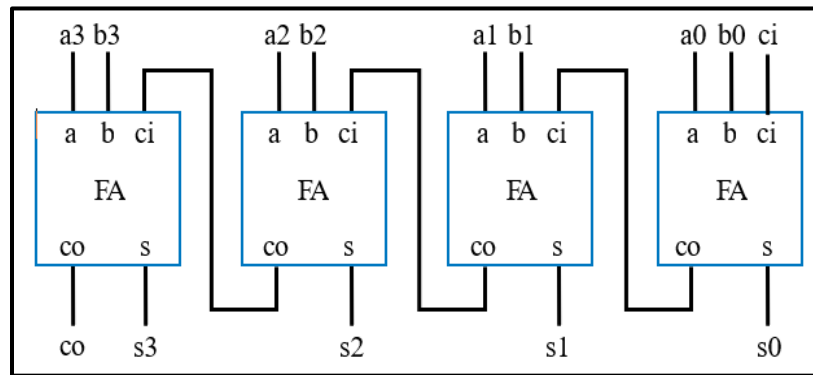 a3 b3 a2 b2 a1 b1 a0 b0 ci
a b ci a b ci a b ci a b ci
FA FA FA FA
co s co s co s co s
co s3 s2 s1 s0